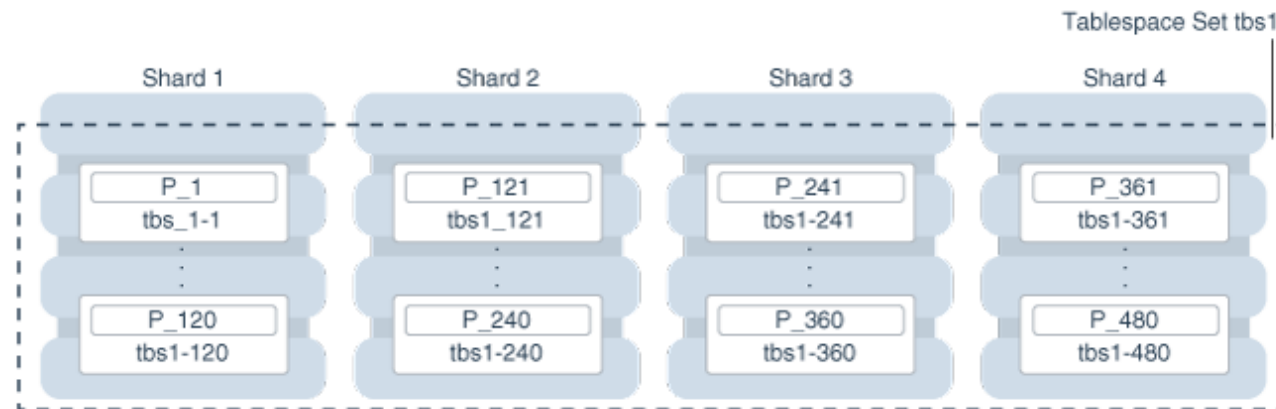 Tablespace Set tbs1
Shard 1
Shard 2
Shard 3
Shard 4
P_1
tbs_1-1
P_121
tbs1_121
P_241
tbs1-241
P_361
tbs1-361
P_120
tbs1-120
P_240
tbs1-240
P_360
tbs1-360
P_480
tbs1-480